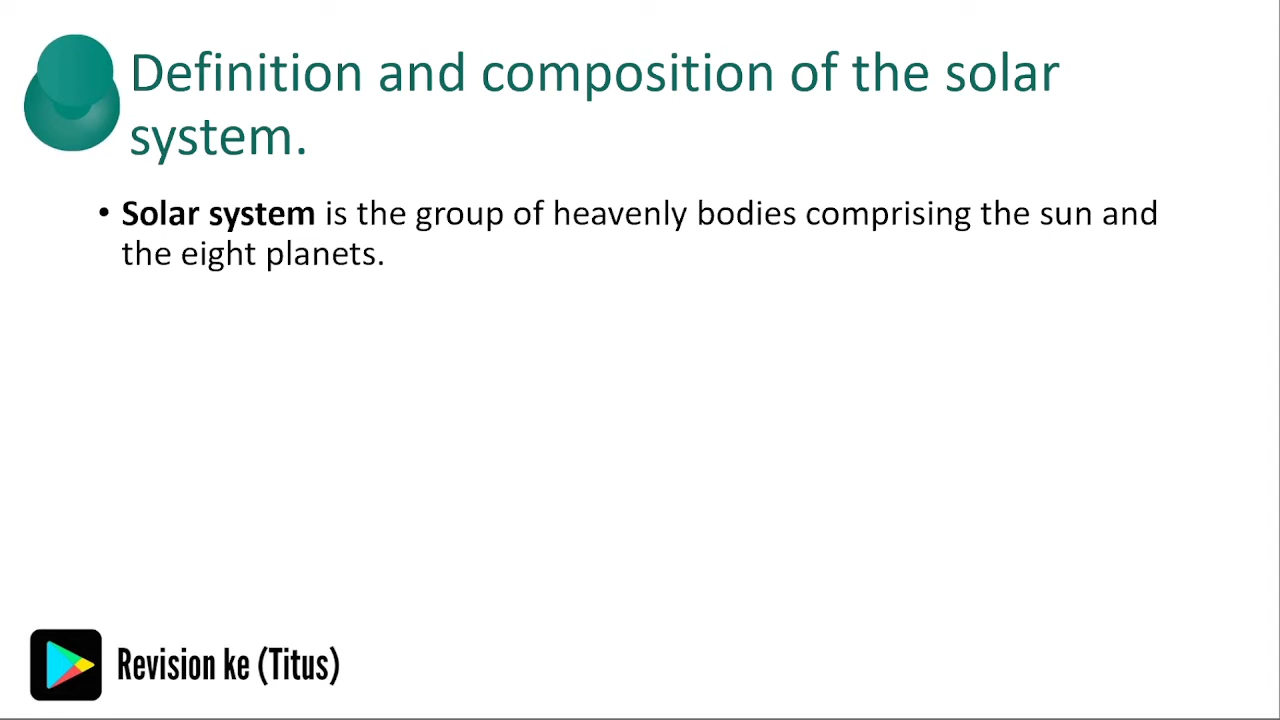 Definition and composition of the solar
system.
• Solar system is the group of heavenly bodies comprising the sun and
the eight planets.
Revision ke (Titus)